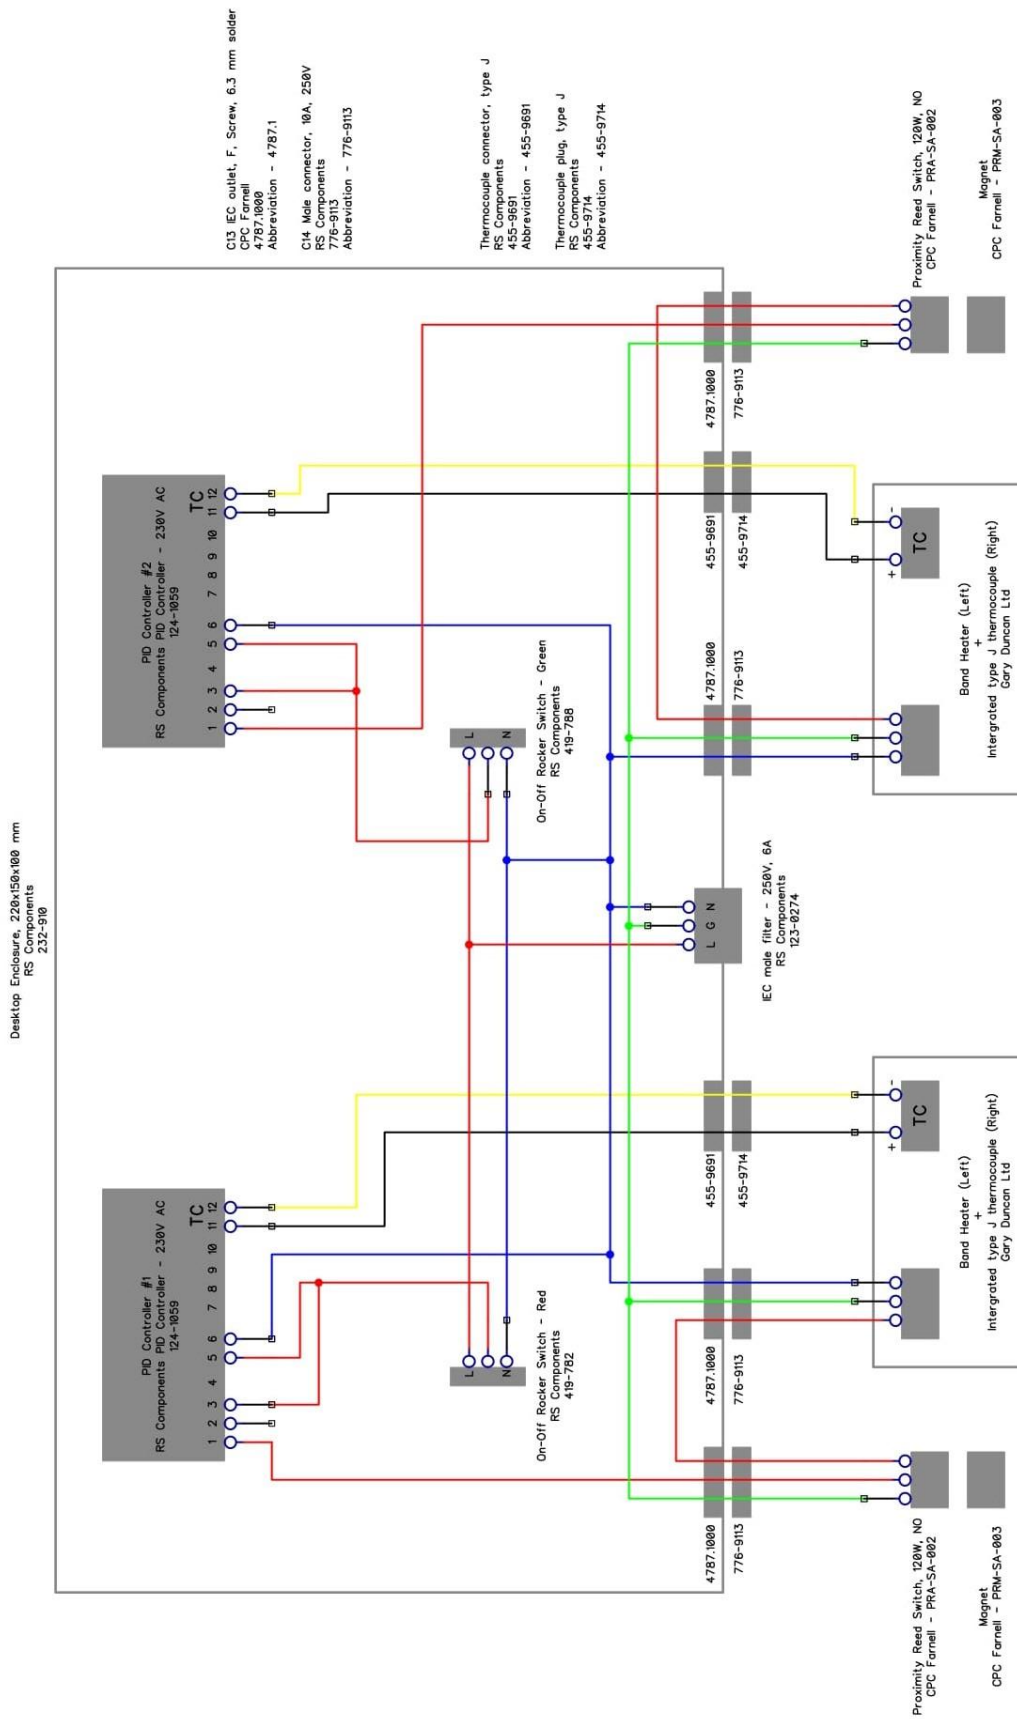 Desktop Enclosure, 220x150x100 mm
RS Components
232-910
C13 IEC outlet, F, Screw, 6.3 mm solder
CPC Farnell
4787.1000
Abbreviation - 4787.1
C14 Male connector, 10A, 250V
RS Components
776-9113
Abbreviation - 776-9113
Thermocouple connector, type J
RS Components
455-9691
Abbreviation - 455-9691
Thermocouple plug, type J
RS Components
455-9714
Abbreviation - 455-9714
PID Controller #1
RS Components PID Controller - 230V AC
124-1059
TC
1 2 3 4 5 6 7 8 9 10 11 12
PID Controller #2
RS Components PID Controller - 230V AC
124-1059
TC
1 2 3 4 5 6 7 8 9 10 11 12
L
N
On-Off Rocker Switch - Red
RS Components
419-782
L
N
On-Off Rocker Switch - Green
RS Components
419-788
L G N
IEC male filter - 250V, 6A
RS Components
123-0274
4787.1000
776-9113
4787.1000
776-9113
455-9691
455-9714
4787.1000
776-9113
455-9691
455-9714
4787.1000
776-9113
Proximity Reed Switch, 120W, NO
CPC Farnell - PRA-SA-002
Magnet
CPC Farnell - PRM-SA-003
+ -
TC
Band Heater (Left)
+
Intergrated type J thermocouple (Right)
Gary Duncan Ltd
+ -
TC
Band Heater (Left)
+
Intergrated type J thermocouple (Right)
Gary Duncan Ltd
Proximity Reed Switch, 120W, NO
CPC Farnell - PRA-SA-002
Magnet
CPC Farnell - PRM-SA-003